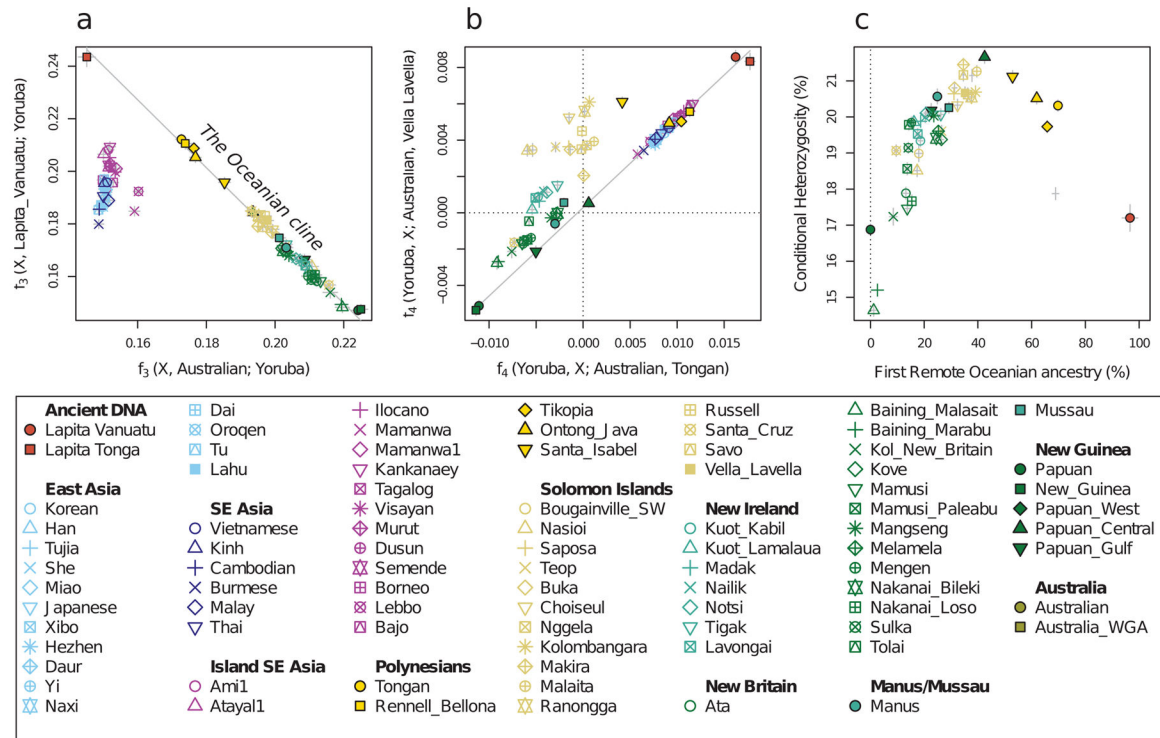 a
b
c
f3 (X, Lapita_Vanuatu; Yoruba)
0.24
0.22
0.20
0.18
0.16
The Oceanian cline
0.16
0.18
0.20
0.22
f3 (X, Australian; Yoruba)
f4 (Yoruba, X; Australian, Vella Lavella)
0.008
0.004
0.000
-0.004
-0.010
-0.005
0.000
0.005
0.010
0.015
f4 (Yoruba, X; Australian, Tongan)
Conditional Heterozygosity (%)
21
20
19
18
17
16
15
0
20
40
60
80
100
First Remote Oceanian ancestry (%)
Ancient DNA
Lapita Vanuatu
Lapita Tonga
East Asia
Korean
Han
Tujia
She
Miao
Japanese
Xibo
Hezhen
Daur
Yi
Naxi
Dai
Oroqen
Tu
Lahu
SE Asia
Vietnamese
Kinh
Cambodian
Burmese
Malay
Thai
Island SE Asia
Ami1
Atayal1
Ilocano
Mamanwa
Mamanwa1
Kankanaey
Tagalog
Visayan
Murut
Dusun
Semende
Borneo
Lebbo
Bajo
Polynesians
Tongan
Rennell_Bellona
Tikopia
Ontong_Java
Santa_Isabel
Solomon Islands
Bougainville_SW
Nasioi
Saposa
Teop
Buka
Choiseul
Nggela
Kolombangara
Makira
Malaita
Ranongga
Russell
Santa_Cruz
Savo
Vella_Lavella
New Ireland
Kuot_Kabil
Kuot_Lamalaua
Madak
Nailik
Notsi
Tigak
Lavongai
New Britain
Ata
Baining_Malasait
Baining_Marabu
Kol_New_Britain
Kove
Mamusi
Mamusi_Paleabu
Mangseng
Melamela
Mengen
Nakanai_Bileki
Nakanai_Loso
Sulka
Tolai
Manus/Mussau
Manus
Mussau
New Guinea
Papuan
New_Guinea
Papuan_West
Papuan_Central
Papuan_Gulf
Australia
Australian
Australia_WGA